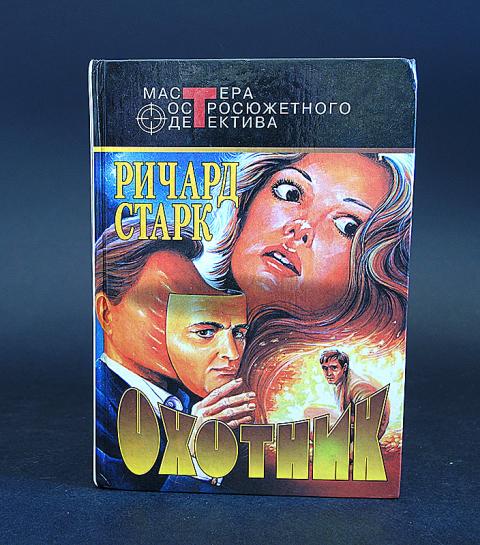 МАСТЕРА
ОСТРОСЮЖЕТНОГО
ДЕТЕКТИВА
РИЧАРД
СТАРК
ОХОТНИК